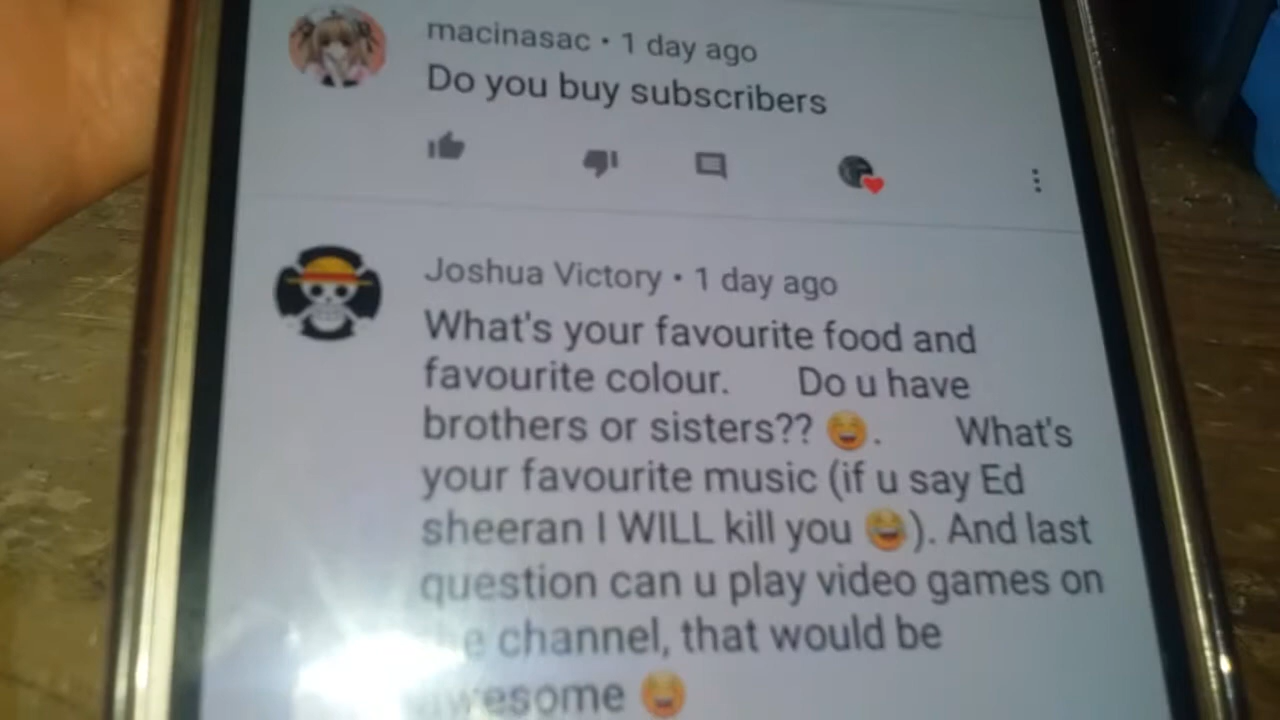 macinasac • 1 day ago
Do you buy subscribers
Joshua Victory • 1 day ago
What's your favourite food and
favourite colour. Do u have
brothers or sisters?? 😅. What's
your favourite music (if u say Ed
sheeran I WILL kill you 😅). And last
question can u play video games on
channel, that would be
awesome 😅